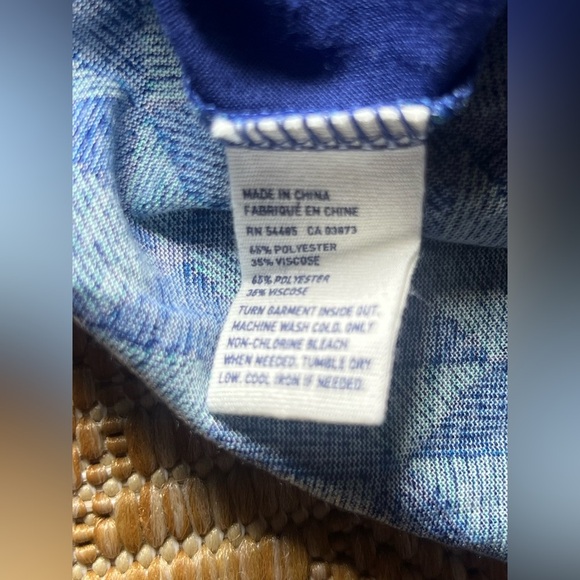 MADE IN CHINA
FABRIQUÉ EN CHINE
RN 54485 CA 03873
65% POLYESTER
35% VISCOSE
65% POLYESTER
35% VISCOSE
TURN GARMENT INSIDE OUT.
MACHINE WASH COLD. ONLY
NON-CHLORINE BLEACH.
WHEN NEEDED. TUMBLE DRY
LOW. COOL IRON IF NEEDED.